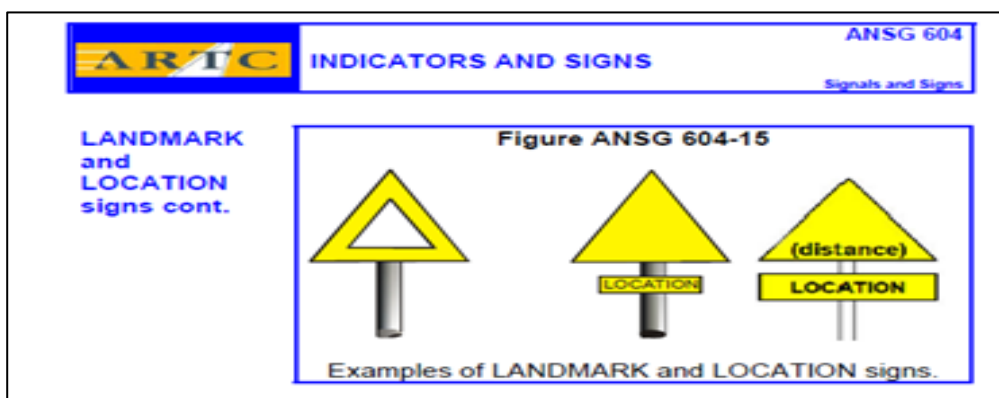 ARTC
INDICATORS AND SIGNS
ANSG 604
Signals and Signs
LANDMARK
and
LOCATION
signs cont.
Figure ANSG 604-15
LOCATION
(distance)
LOCATION
Examples of LANDMARK and LOCATION signs.